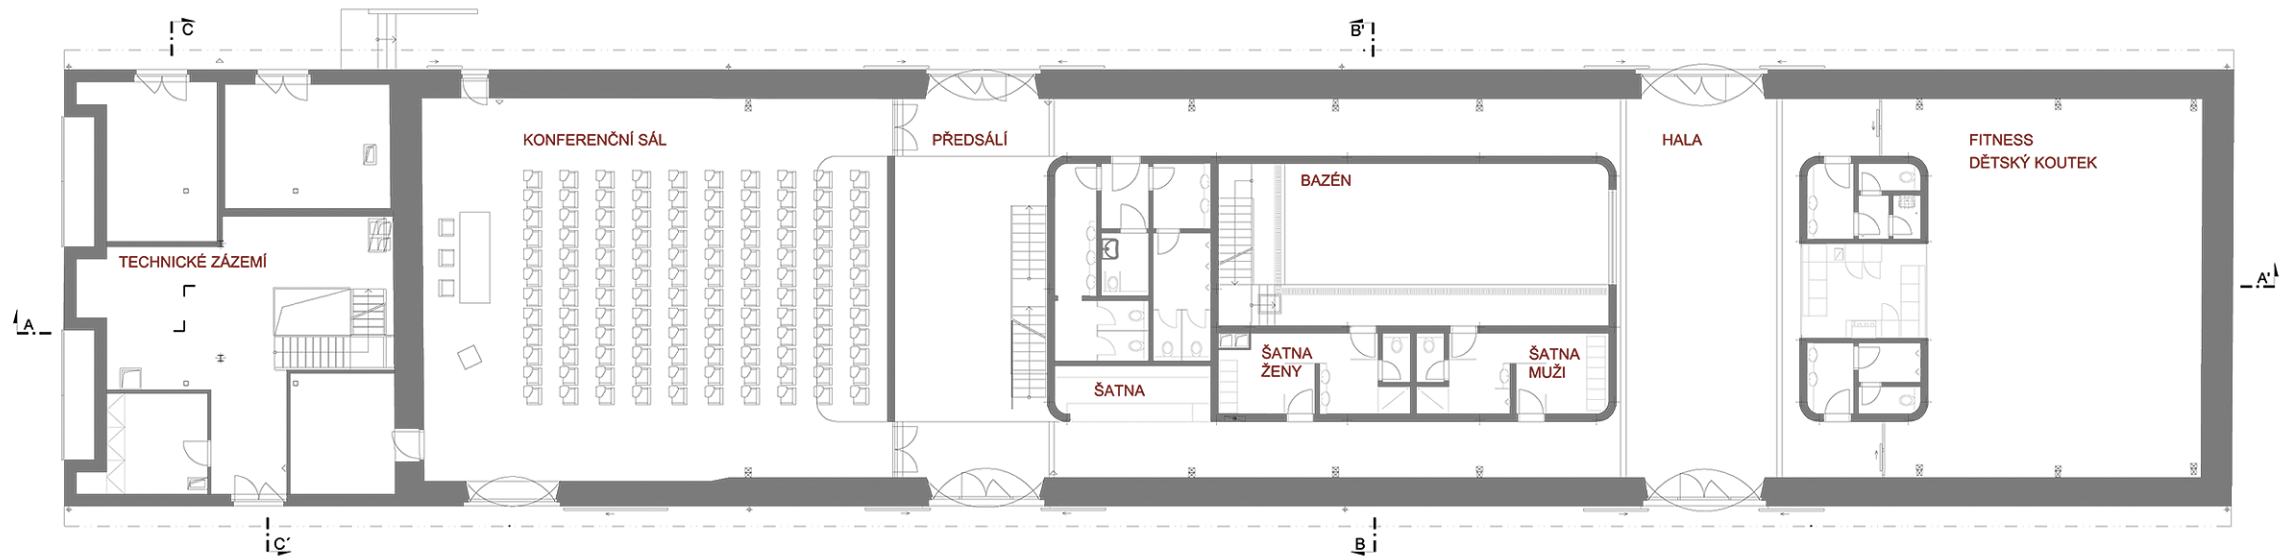 C
B'
KONFERENČNÍ SÁL
PŘEDSÁLÍ
HALA
FITNESS
DĚTSKÝ KOUTEK
BAZÉN
TECHNICKÉ ZÁZEMÍ
A
A'
ŠATNA
ŽENY
ŠATNA
MUŽI
ŠATNA
C'
B